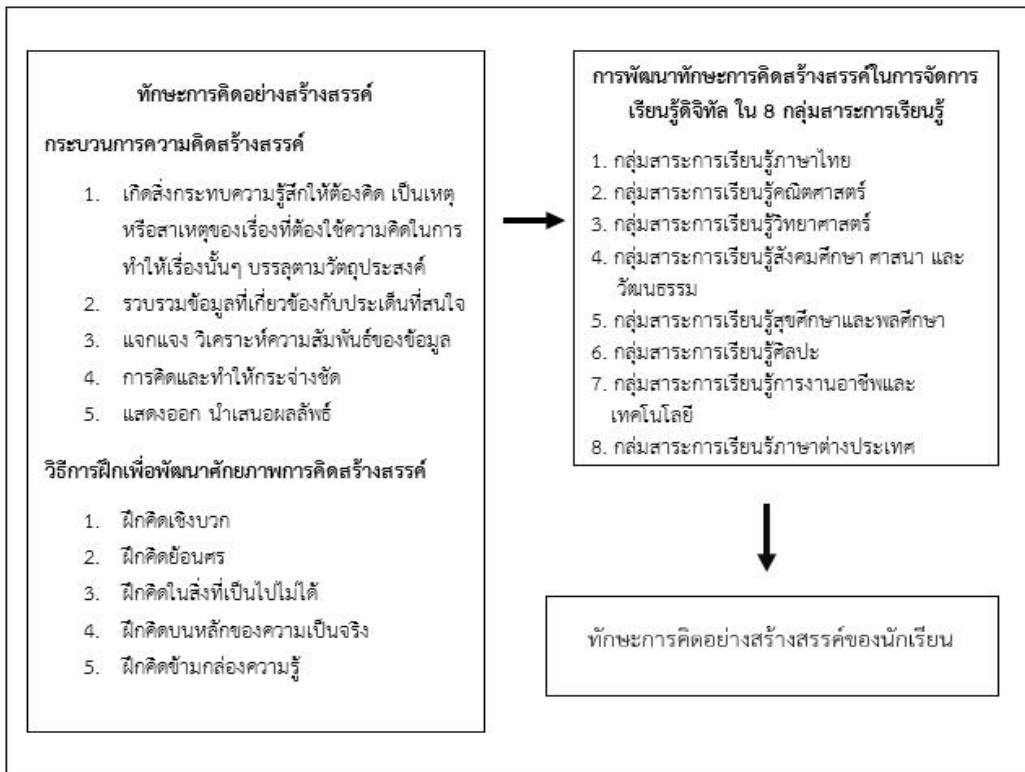 ทักษะการคิดอย่างสร้างสรรค์
กระบวนการความคิดสร้างสรรค์
1. เกิดสิ่งกระทบความรู้สึกให้ต้องคิด เป็นเหตุ
หรือสาเหตุของเรื่องที่ต้องใช้ความคิดในการ
ทำให้เรื่องนั้นๆ บรรลุตามวัตถุประสงค์
2. รวบรวมข้อมูลที่เกี่ยวข้องกับประเด็นที่สนใจ
3. แจกแจง วิเคราะห์ความสัมพันธ์ของข้อมูล
4. การคิดและทำให้กระจ่างชัด
5. แสดงออก นำเสนอผลลัพธ์
วิธีการฝึกเพื่อพัฒนาศักยภาพการคิดสร้างสรรค์
1. ฝึกคิดเชิงบวก
2. ฝึกคิดย้อนศร
3. ฝึกคิดในสิ่งที่เป็นไปไม่ได้
4. ฝึกคิดบนหลักของความเป็นจริง
5. ฝึกคิดข้ามกล่องความรู้
การพัฒนาทักษะการคิดสร้างสรรค์ในการจัดการ
เรียนรู้ดิจิทัล ใน 8 กลุ่มสาระการเรียนรู้
1. กลุ่มสาระการเรียนรู้ภาษาไทย
2. กลุ่มสาระการเรียนรู้คณิตศาสตร์
3. กลุ่มสาระการเรียนรู้วิทยาศาสตร์
4. กลุ่มสาระการเรียนรู้สังคมศึกษา ศาสนา และ
วัฒนธรรม
5. กลุ่มสาระการเรียนรู้สุขศึกษาและพลศึกษา
6. กลุ่มสาระการเรียนรู้ศิลปะ
7. กลุ่มสาระการเรียนรู้การงานอาชีพและ
เทคโนโลยี
8. กลุ่มสาระการเรียนรู้ภาษาต่างประเทศ
ทักษะการคิดอย่างสร้างสรรค์ของนักเรียน